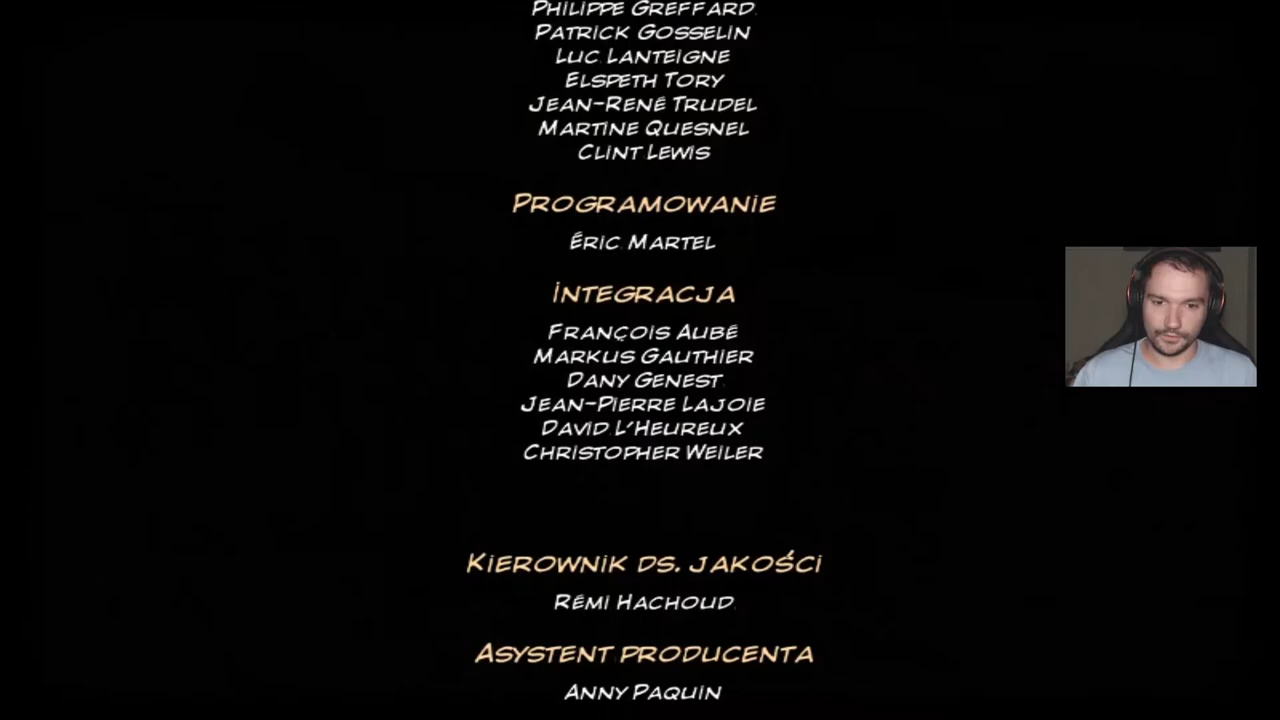 Philippe Greffard
Patrick Gosselin
Luc Lanteigne
Elspeth Tory
Jean-René Trudel
Martine Quesnel
Clint Lewis
Programowanie
Éric Martel
Integracja
François Aubé
Markus Gauthier
Dany Genest
Jean-Pierre Lajoie
David L'Heureux
Christopher Weiler
Kierownik ds. jakości
Rémi Hachoud
Asystent producenta
Anny Paquin